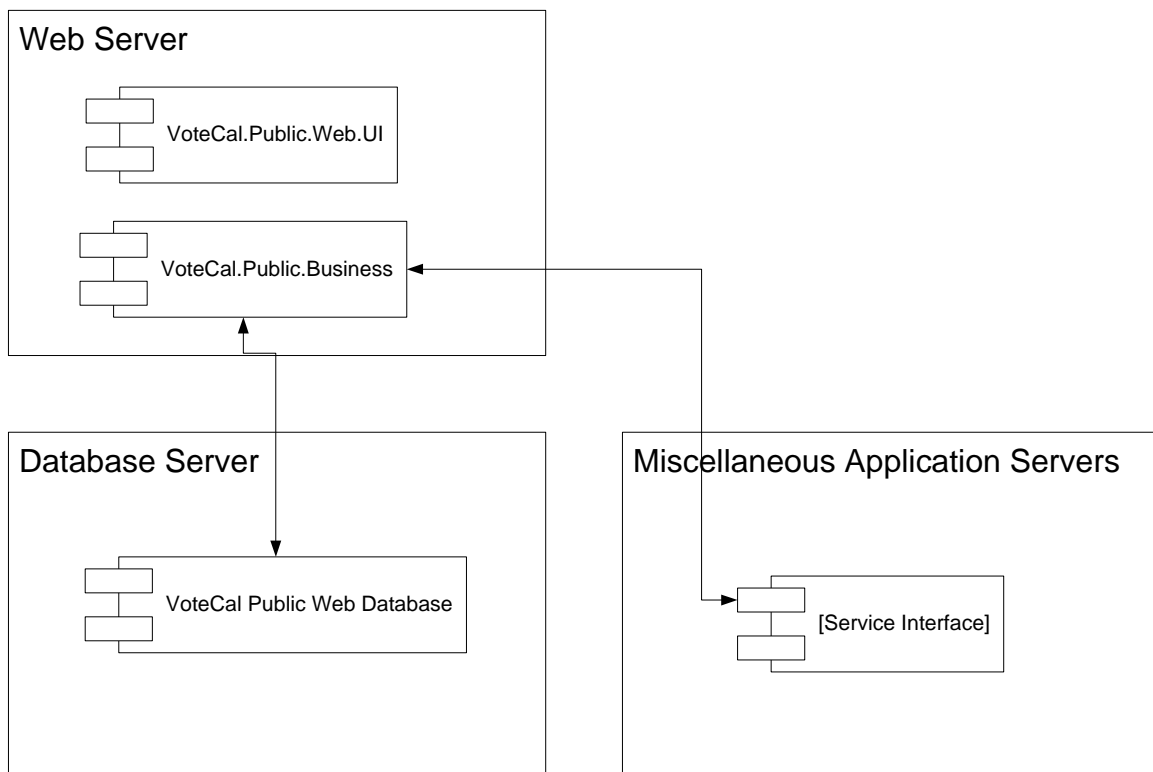 Web Server
VoteCal.Public.Web.UI
VoteCal.Public.Business
Database Server
VoteCal Public Web Database
Miscellaneous Application Servers
[Service Interface]